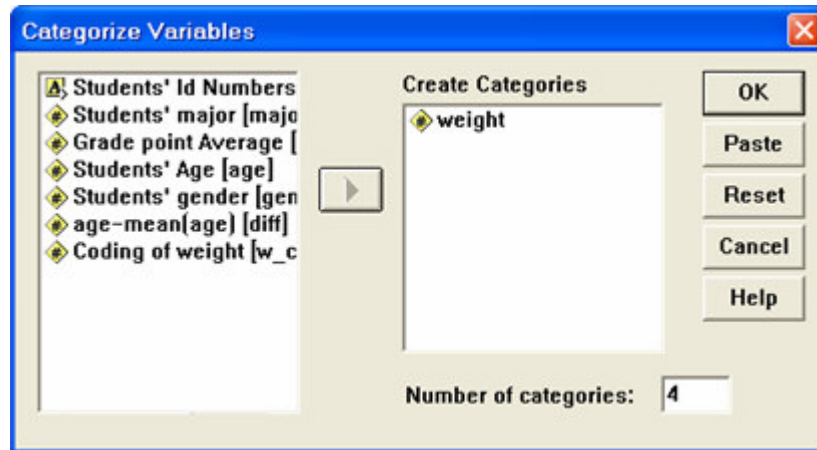 Categorize Variables
Students' Id Numbers
Students' major [majo
Grade point Average [
Students' Age [age]
Students' gender [gen
age-mean(age) [diff]
Coding of weight [w_c
Create Categories
weight
OK
Paste
Reset
Cancel
Help
Number of categories: 4